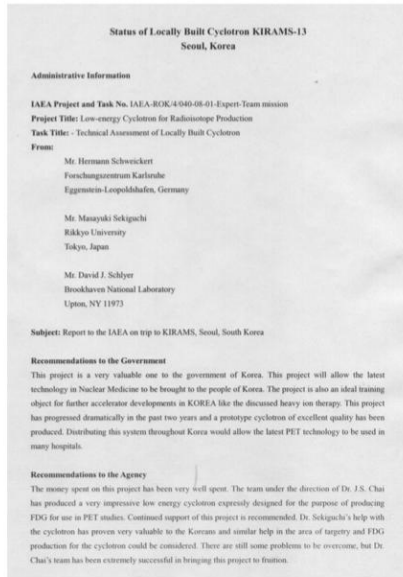 Status of Locally Built Cyclotron KIRAMS-13
Seoul, Korea
Administrative Information
IAEA Project and Task No. IAEA-ROK/4/040-08-01-Expert-Team mission
Project Title: Low-energy Cyclotron for Radioisotope Production
Task Title: - Technical Assessment of Locally Built Cyclotron
From:
Mr. Hermann Schweickert
Forschungszentrum Karlsruhe
Eggenstein-Leopoldshafen, Germany
Mr. Masayuki Sekiguchi
Rikkyo University
Tokyo, Japan
Mr. David J. Schlyer
Brookhaven National Laboratory
Upton, NY 11973
Subject: Report to the IAEA on trip to KIRAMS, Seoul, South Korea
Recommendations to the Government
This project is a very valuable one to the government of Korea. This project will allow the latest
technology in Nuclear Medicine to be brought to the people of Korea. The project is also an ideal training
object for further accelerator developments in KOREA like the discussed heavy ion therapy. This project
has progressed dramatically in the past two years and a prototype cyclotron of excellent quality has been
produced. Distributing this system throughout Korea would allow the latest PET technology to be used in
many hospitals.
Recommendations to the Agency
The money spent on this project has been very well spent. The team under the direction of Dr. J.S. Chai
has produced a very impressive low energy cyclotron expressly designed for the purpose of producing
FDG for use in PET studies. Continued support of this project is recommended. Dr. Sekiguchi's help with
the cyclotron has proven very valuable to the Koreans and similar help in the area of targetry and FDG
production for the cyclotron could be considered. There are still some problems to be overcome, but Dr.
Chai's team has been extremely successful in bringing this project to fruition.